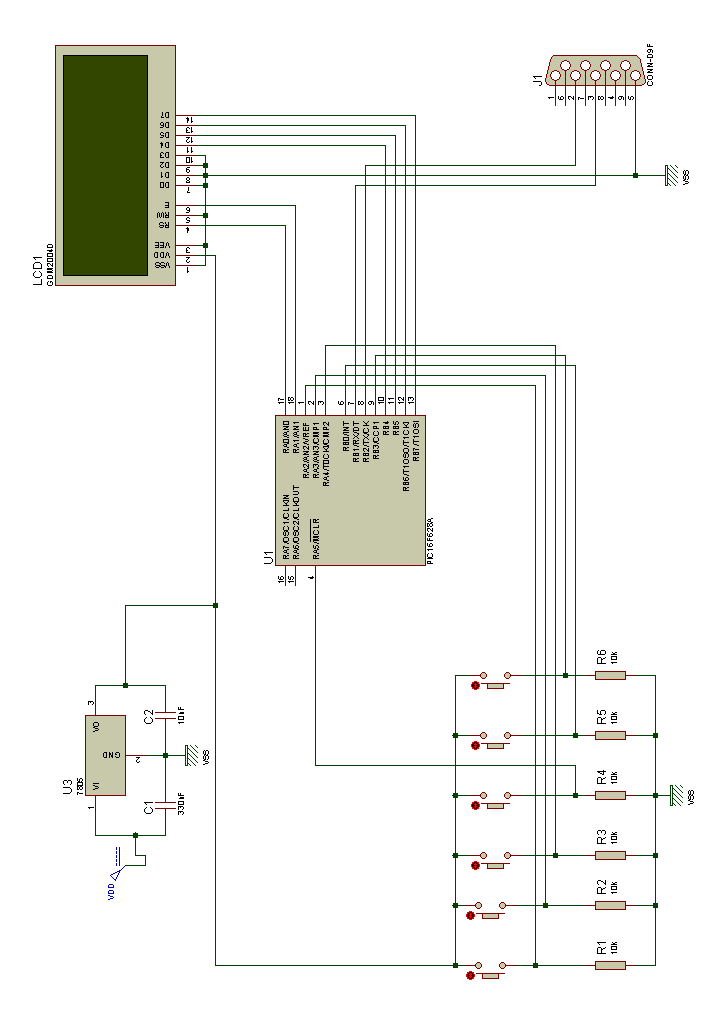 LCD1
GDM2004D
D7
D6
D5
D4
D3
D2
D1
D0
E
RW
RS
VEE
VDD
VSS
14
13
12
11
10
9
8
7
6
5
4
3
2
1
J1
CONN-D9F
1
6
2
7
3
8
4
9
5
VSS
17
18
1
2
3
6
7
8
9
10
11
12
13
RA0/AN0
RA1/AN1
RA2/AN2/VREF
RA3/AN3/CMP1
RA4/T0CKI/CMP2
RB0/INT
RB1/RX/DT
RB2/TX/CK
RB3/CCP1
RB4
RB5
RB6/T1OSO/T1CKI
RB7/T1OSI
RA7/OSC1/CLKIN
RA6/OSC2/CLKOUT
RA5/MCLR
U1
PIC16F628A
16
15
4
U3
7805
VI
VO
GND
1
3
2
C2
10uF
C1
330uF
VSS
VDD
R6
10k
R5
10k
R4
10k
R3
10k
R2
10k
R1
10k
VSS